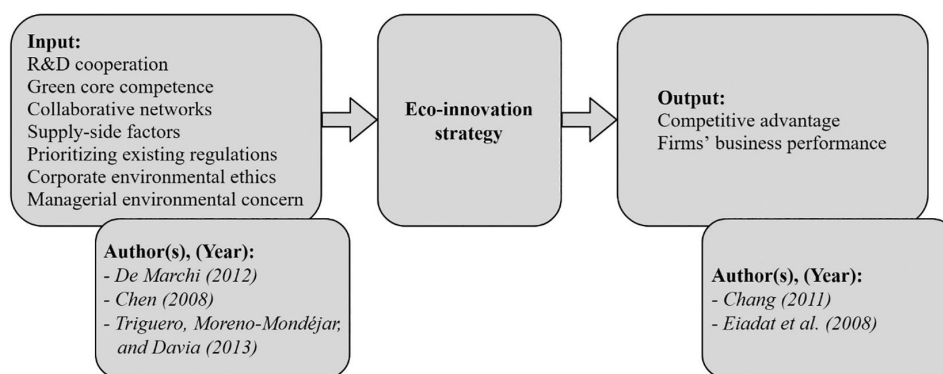 Input:
R&D cooperation
Green core competence
Collaborative networks
Supply-side factors
Prioritizing existing regulations
Corporate environmental ethics
Managerial environmental concern
Author(s), (Year):
- De Marchi (2012)
- Chen (2008)
- Triguero, Moreno-Mondéjar,
and Davia (2013)
Eco-innovation
strategy
Output:
Competitive advantage
Firms' business performance
Author(s), (Year):
- Chang (2011)
- Eiadat et al. (2008)